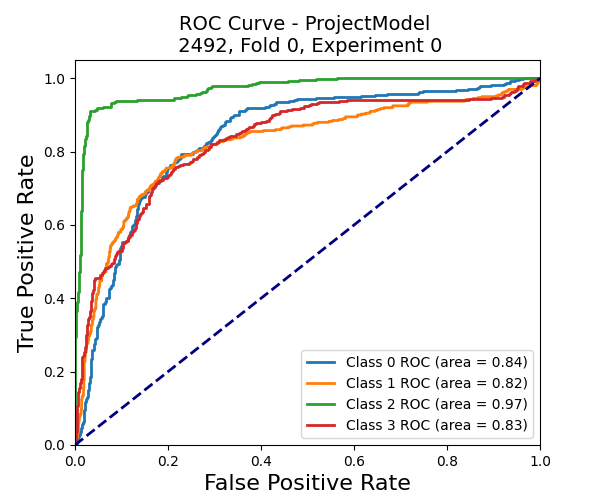 ROC Curve - ProjectModel
2492, Fold 0, Experiment 0
True Positive Rate
1.0
0.8
0.6
0.4
0.2
0.0
0.0 0.2 0.4 0.6 0.8 1.0
False Positive Rate
Class 0 ROC (area = 0.84)
Class 1 ROC (area = 0.82)
Class 2 ROC (area = 0.97)
Class 3 ROC (area = 0.83)